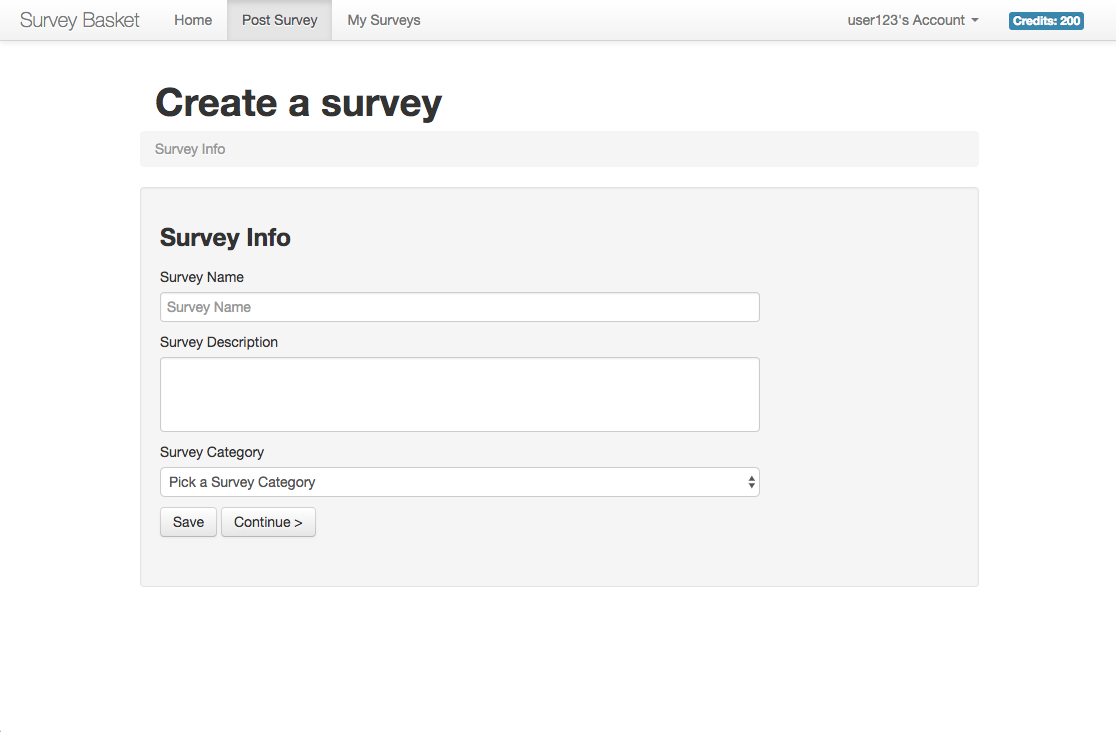 Survey Basket Home Post Survey My Surveys user123's Account Credits: 200
Create a survey
Survey Info
Survey Info
Survey Name
Survey Name
Survey Description
Survey Category
Pick a Survey Category
Save Continue >